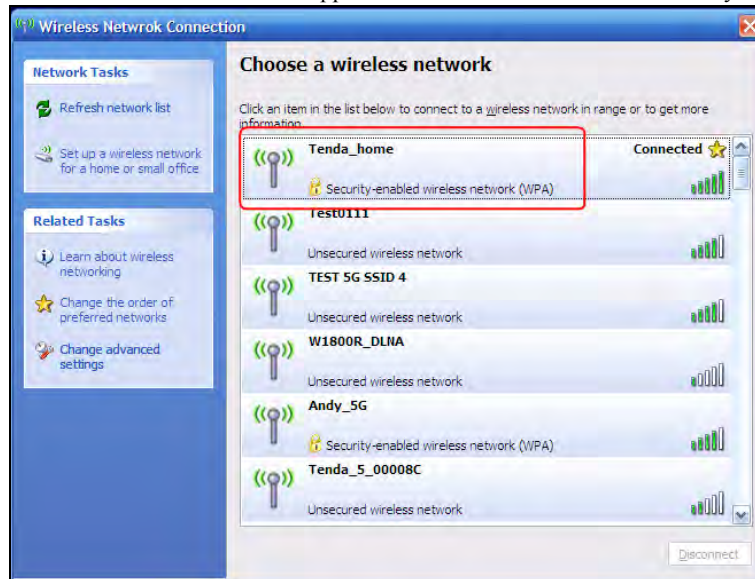 Wireless Netwrok Connection
Network Tasks
Refresh network list
Set up a wireless network
for a home or small office
Related Tasks
Learn about wireless
networking
Change the order of
preferred networks
Change advanced
settings
Choose a wireless network
Click an item in the list below to connect to a wireless network in range or to get more
information.
Tenda_home
Connected
Security-enabled wireless network (WPA)
Test0111
Unsecured wireless network
TEST 5G SSID 4
Unsecured wireless network
W1800R_DLNA
Unsecured wireless network
Andy_5G
Security-enabled wireless network (WPA)
Tenda_5_00008C
Unsecured wireless network
Disconnect